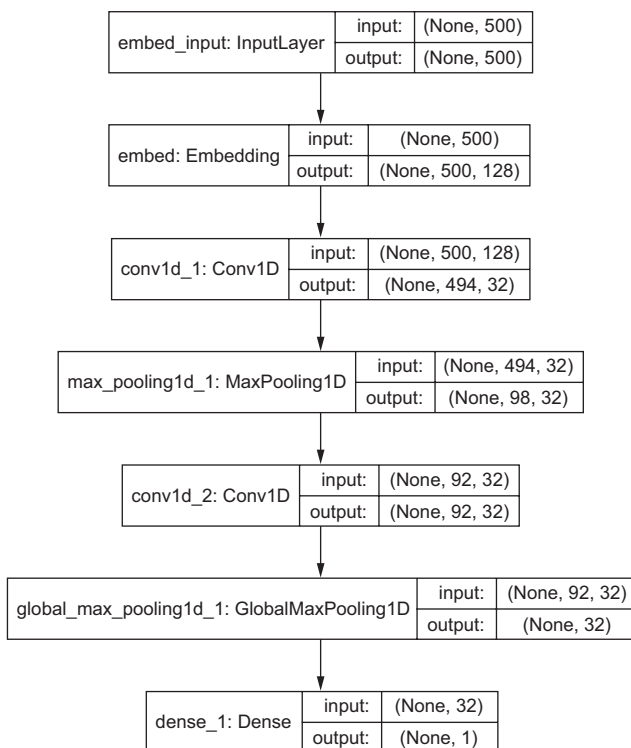 embed_input: InputLayer
input: (None, 500)
output: (None, 500)
embed: Embedding
input: (None, 500)
output: (None, 500, 128)
conv1d_1: Conv1D
input: (None, 500, 128)
output: (None, 494, 32)
max_pooling1d_1: MaxPooling1D
input: (None, 494, 32)
output: (None, 98, 32)
conv1d_2: Conv1D
input: (None, 92, 32)
output: (None, 92, 32)
global_max_pooling1d_1: GlobalMaxPooling1D
input: (None, 92, 32)
output: (None, 32)
dense_1: Dense
input: (None, 32)
output: (None, 1)